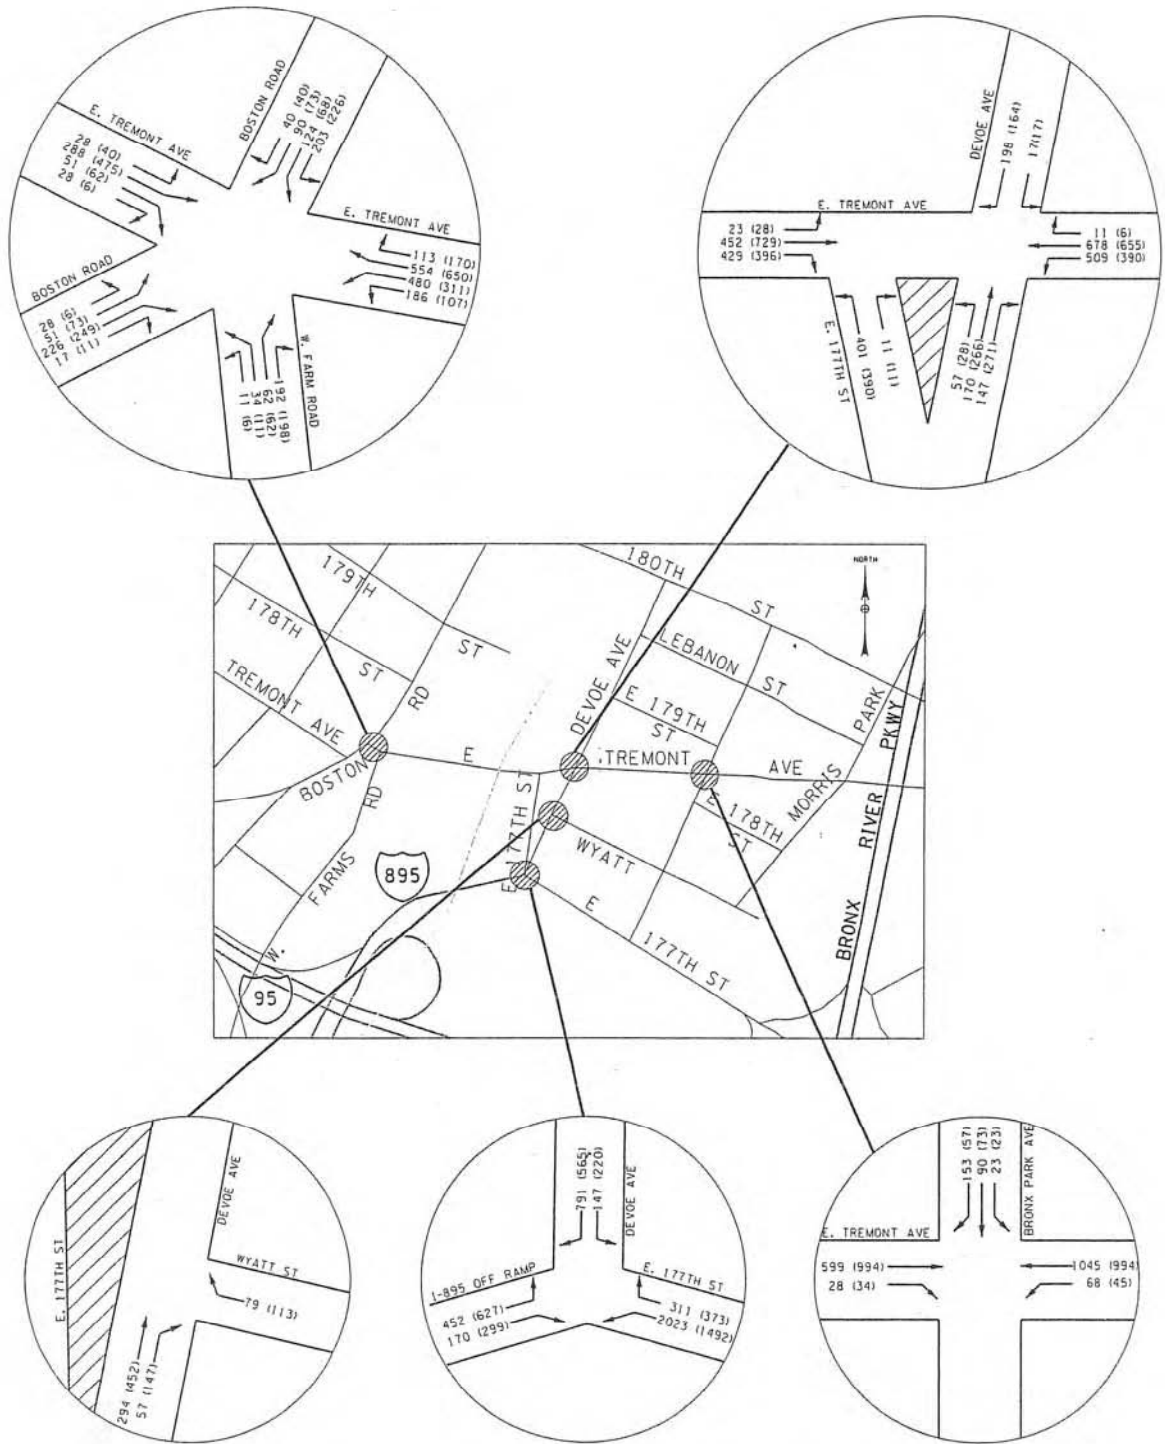 E. TREMONT AVE
28 (40)
288 (475)
51 (62)
28 (6)
BOSTON ROAD
40 (40)
90 (73)
124 (68)
203 (226)
E. TREMONT AVE
113 (170)
554 (650)
480 (311)
186 (107)
BOSTON ROAD
28 (6)
51 (73)
226 (249)
17 (11)
W. FARM ROAD
192 (198)
62 (62)
34 (11)
11 (6)
DEVOE AVE
198 (164)
17(17)
E. TREMONT AVE
23 (28)
452 (729)
429 (396)
11 (6)
678 (655)
509 (390)
E. 177TH ST
401 (390)
11 (11)
57 (28)
170 (266)
147 (271)
179TH
ST
178TH
ST
TREMONT AVE
BOSTON
RD
W. FARMS RD
E
TREMONT
AVE
DEVOE AVE
180TH
ST
LEBANON
ST
E 179TH
ST
E 178TH
ST
E 177TH ST
WYATT
E
177TH ST
MORRIS PARK
BRONX RIVER PKWY
NORTH
895
95
E. 177TH ST
DEVOE AVE
WYATT ST
79 (113)
294 (452)
57 (147)
791 (565)
147 (220)
DEVOE AVE
I-895 OFF RAMP
452 (627)
170 (299)
E. 177TH ST
311 (373)
2023 (1492)
153 (57)
90 (73)
23 (23)
BRONX PARK AVE
E. TREMONT AVE
599 (994)
28 (34)
1045 (994)
68 (45)